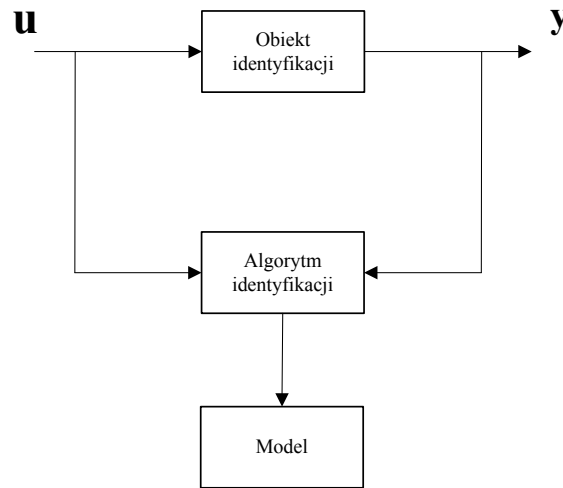 u
y
Obiekt
identyfikacji
Algorytm
identyfikacji
Model